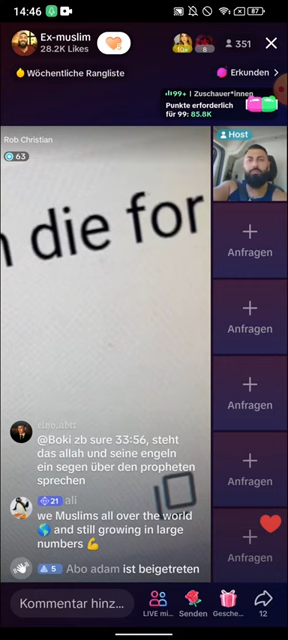 14:46
87
Ex-muslim
28.2K Likes
10+
8
351
Wöchentliche Rangliste
Erkunden >
99+ | Zuschauer*innen
Punkte erforderlich
für 99: 85.8K
Rob Christian
63
Host
die for
Anfragen
Anfragen
Anfragen
Anfragen
Anfragen
@Boki zb sure 33:56, steht
das allah und seine engeln
ein segen über den propheten
sprechen
21 ali
we Muslims all over the world
🌎 and still growing in large
numbers 💪
5 Abo adam ist beigetreten
Kommentar hinz...
LIVE mi...
Senden
Gesche...
12